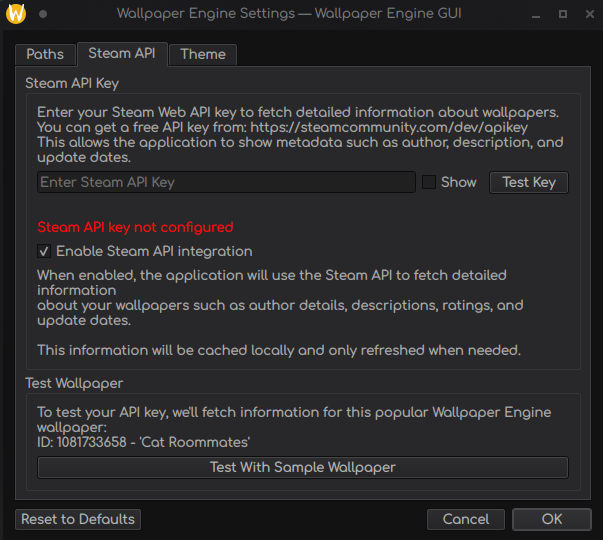 Wallpaper Engine Settings — Wallpaper Engine GUI
Paths
Steam API
Theme
Steam API Key
Enter your Steam Web API key to fetch detailed information about wallpapers.
You can get a free API key from: https://steamcommunity.com/dev/apikey
This allows the application to show metadata such as author, description, and
update dates.
Enter Steam API Key
Show
Test Key
Steam API key not configured
Enable Steam API integration
When enabled, the application will use the Steam API to fetch detailed
information
about your wallpapers such as author details, descriptions, ratings, and
update dates.
This information will be cached locally and only refreshed when needed.
Test Wallpaper
To test your API key, we'll fetch information for this popular Wallpaper Engine
wallpaper:
ID: 1081733658 - 'Cat Roommates'
Test With Sample Wallpaper
Reset to Defaults
Cancel
OK